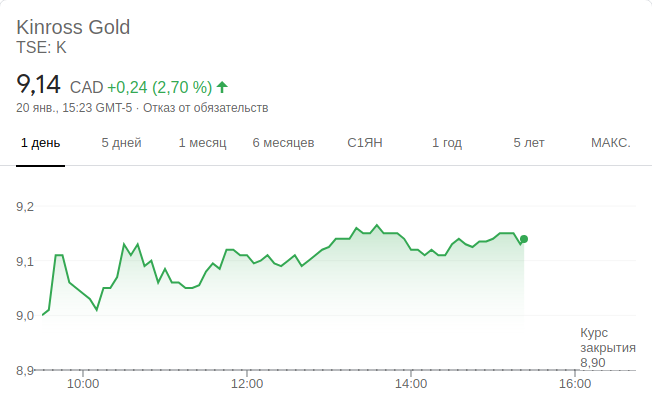 Kinross Gold
TSE: K
9,14 CAD +0,24 (2,70 %)
20 янв., 15:23 GMT-5 · Отказ от обязательств
1 день 5 дней 1 месяц 6 месяцев С1ЯН 1 год 5 лет МАКС.
9,2
9,1
9,0
Курс
закрытия
8,90
8,9
10:00 12:00 14:00 16:00